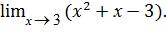 lim_{x→3} (x² + x − 3).